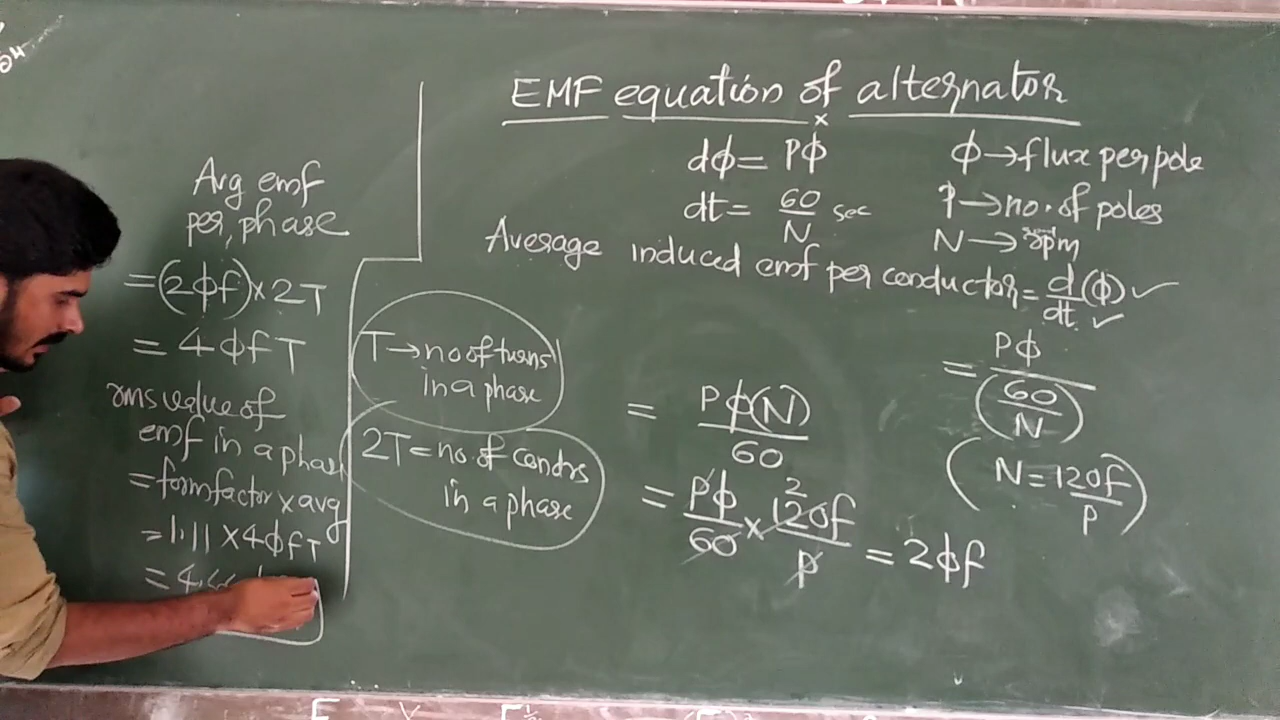 EMF equation of alternator
dϕ = Pϕ
ϕ → flux per pole
dt = 60/N sec
P → no. of poles
N → rpm
Average induced emf per conductor = d/dt (ϕ) ✓
= Pϕ / (60/N)
= Pϕ(N) / 60
(N = 120f / P)
= Pϕ/60 × 120f/P = 2ϕf
2
T → no of turns
in a phase
2T = no. of condrs
in a phase
Avg emf
per phase
= (2ϕf) × 2T
= 4ϕfT
rms value of
emf in a phase
= form factor × avg
= 1.11 × 4ϕfT